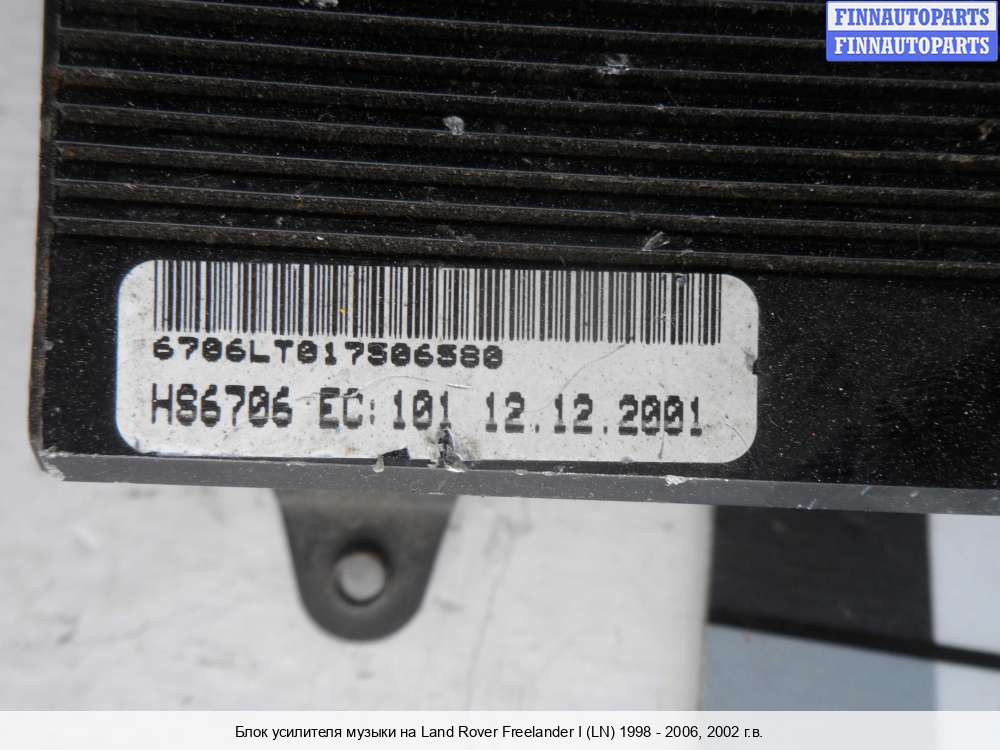 FINNAUTOPARTS
FINNAUTOPARTS
6706LT017506580
HS6706 EC: 101 12.12.2001
Блок усилителя музыки на Land Rover Freelander I (LN) 1998 - 2006, 2002 г.в.